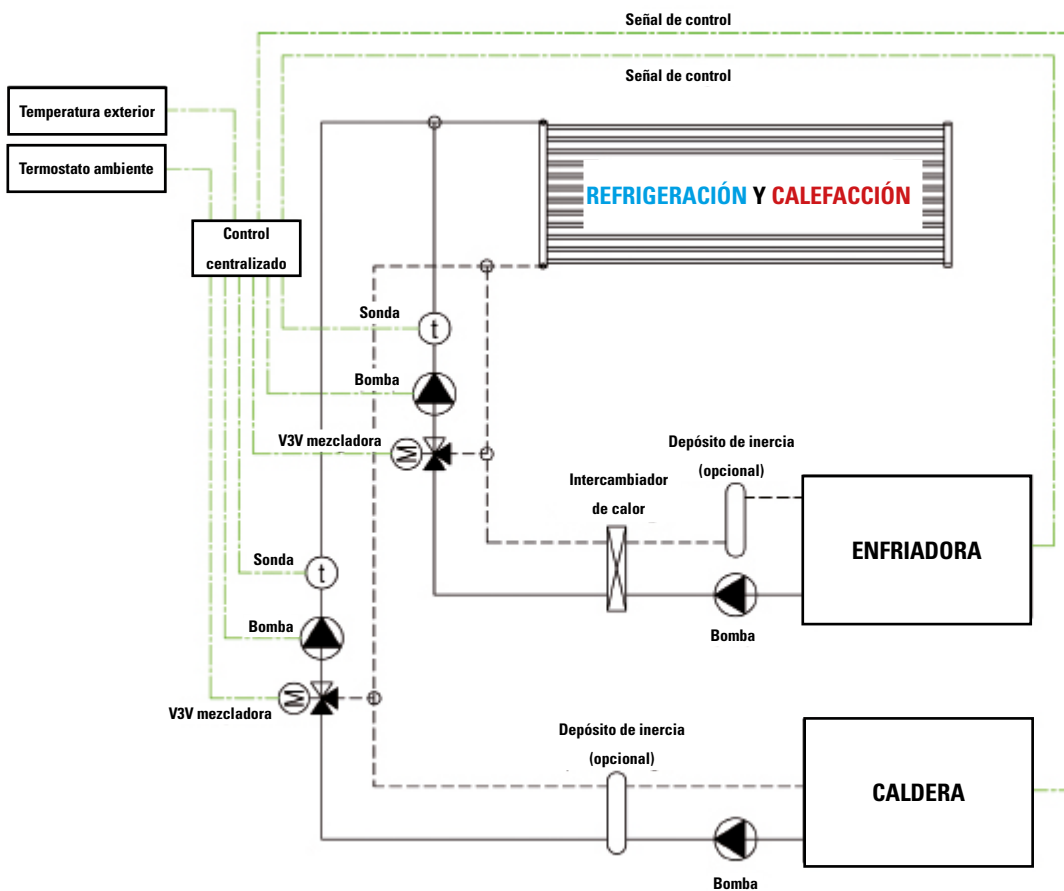 Señal de control
Señal de control
Temperatura exterior
Termostato ambiente
Control
centralizado
REFRIGERACIÓN Y CALEFACCIÓN
Sonda
t
Bomba
V3V mezcladora
M
Depósito de inercia
(opcional)
Intercambiador
de calor
ENFRIADORA
Bomba
Sonda
t
Bomba
M
V3V mezcladora
Depósito de inercia
(opcional)
CALDERA
Bomba